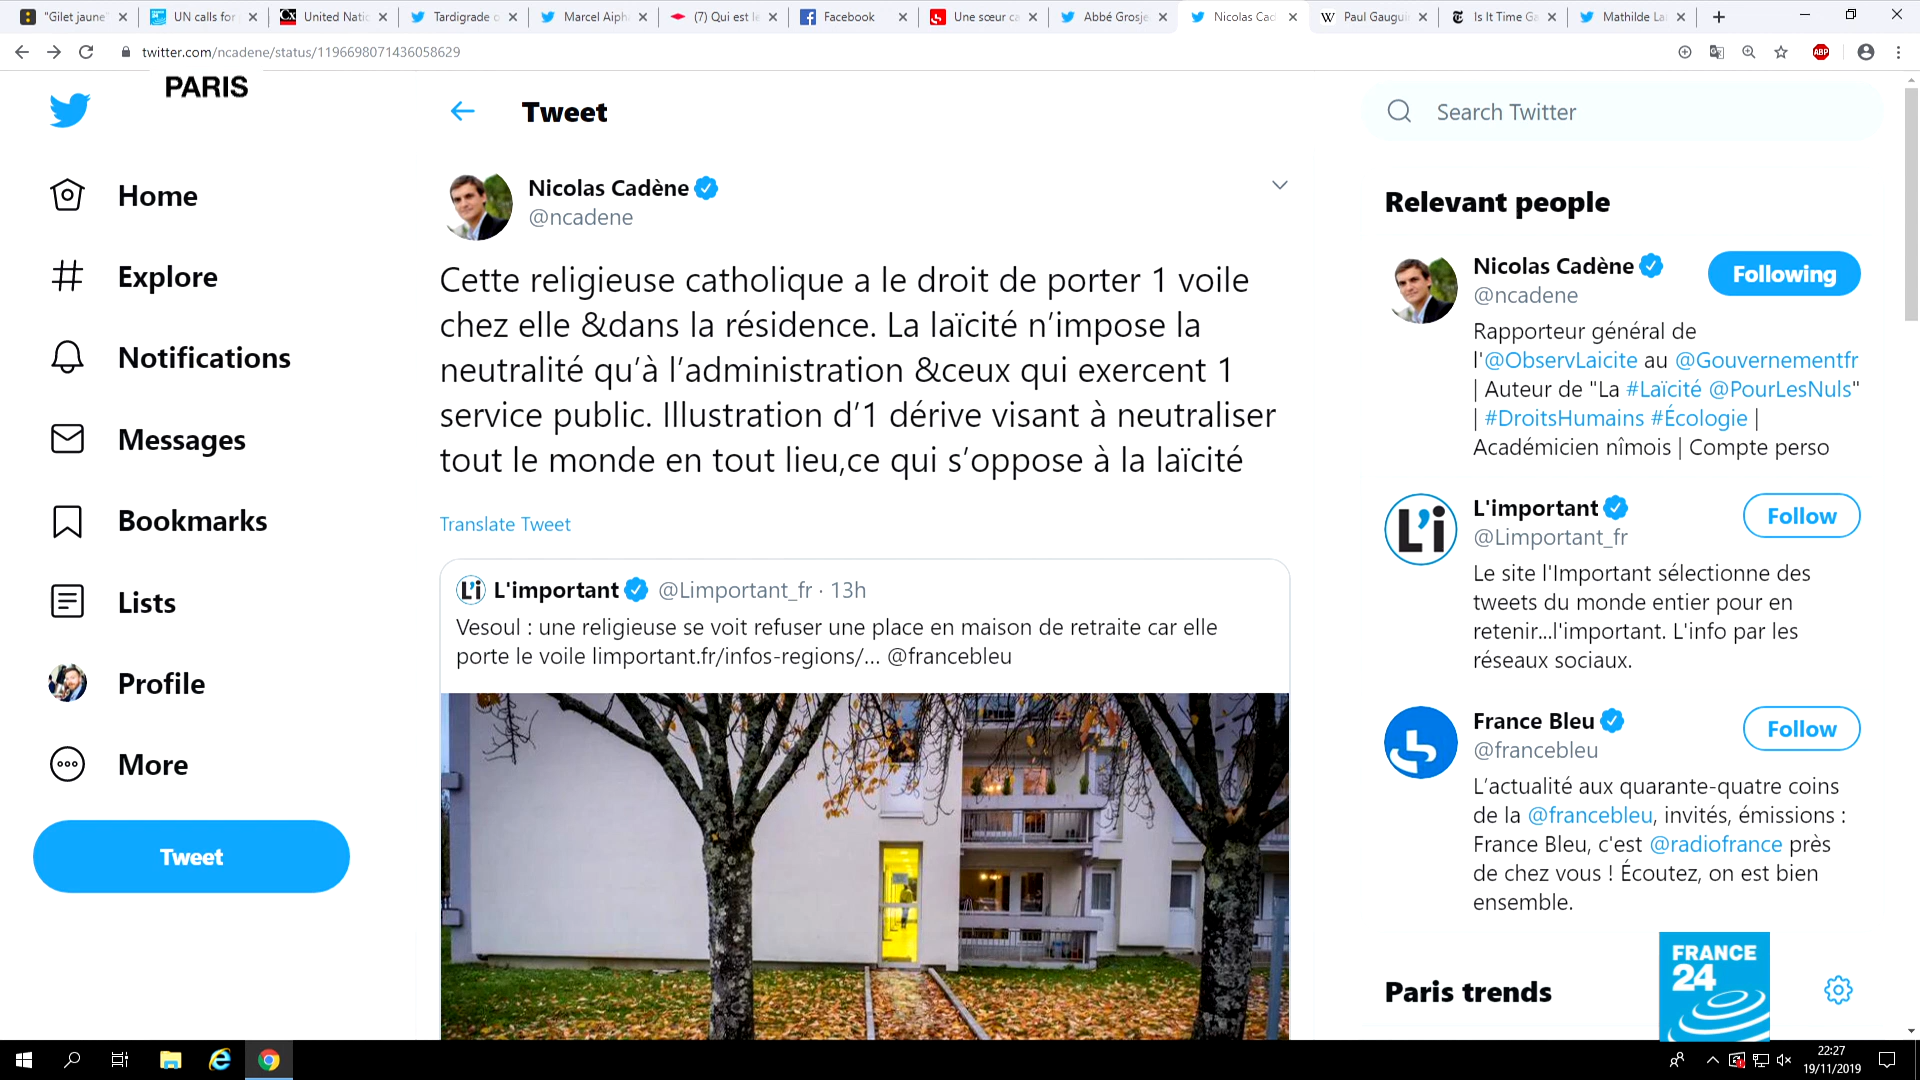 "Gilet jaune"
UN calls for
United Natio
Tardigrade o
Marcel Aiph
(7) Qui est le
Facebook
Une sœur ca
Abbé Grosje
Nicolas Cad
Paul Gaugui
Is It Time Ga
Mathilde La
twitter.com/ncadene/status/1196698071436058629
ABP
PARIS
Home
Explore
Notifications
Messages
Bookmarks
Lists
Profile
More
Tweet
Tweet
Nicolas Cadène
@ncadene
Cette religieuse catholique a le droit de porter 1 voile
chez elle &dans la résidence. La laïcité n’impose la
neutralité qu’à l’administration &ceux qui exercent 1
service public. Illustration d’1 dérive visant à neutraliser
tout le monde en tout lieu,ce qui s’oppose à la laïcité
Translate Tweet
L'i L'important @Limportant_fr · 13h
Vesoul : une religieuse se voit refuser une place en maison de retraite car elle
porte le voile limportant.fr/infos-regions/... @francebleu
Search Twitter
Relevant people
Nicolas Cadène
Following
@ncadene
Rapporteur général de
l'@ObservLaicite au @Gouvernementfr
| Auteur de "La #Laïcité @PourLesNuls"
| #DroitsHumains #Écologie |
Académicien nîmois | Compte perso
L'i
L'important
Follow
@Limportant_fr
Le site l'Important sélectionne des
tweets du monde entier pour en
retenir...l'important. L'info par les
réseaux sociaux.
France Bleu
Follow
@francebleu
L’actualité aux quarante-quatre coins
de la @francebleu, invités, émissions :
France Bleu, c'est @radiofrance près
de chez vous ! Écoutez, on est bien
ensemble.
Paris trends
FRANCE
24
22:27
19/11/2019